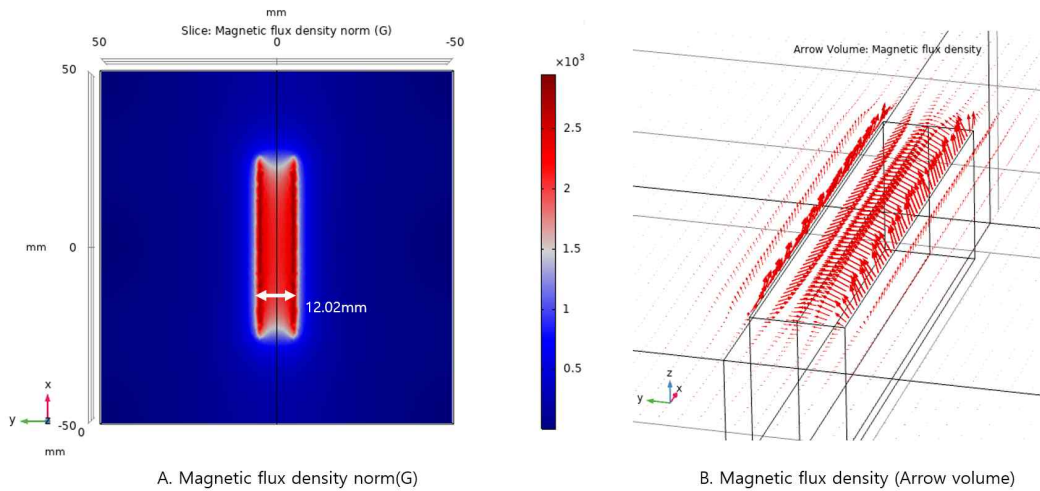 mm
Slice: Magnetic flux density norm (G)
50
0
-50
50
mm
0
-50
0
mm
x
y
z
12.02mm
×10³
2.5
2
1.5
1
0.5
Arrow Volume: Magnetic flux density
z
x
y
A. Magnetic flux density norm(G)
B. Magnetic flux density (Arrow volume)